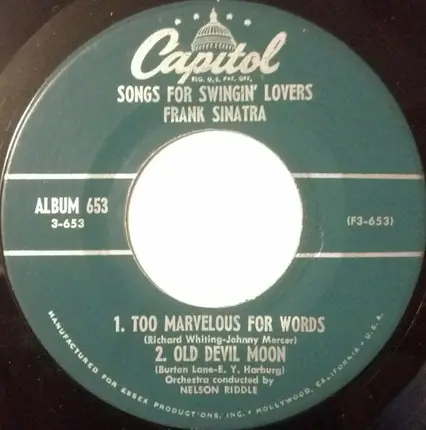 Capitol
REG. U.S. PAT. OFF.
SONGS FOR SWINGIN' LOVERS
FRANK SINATRA
ALBUM 653
3-653
(F3-653)
1. TOO MARVELOUS FOR WORDS
(Richard Whiting-Johnny Mercer)
2. OLD DEVIL MOON
(Burton Lane-E. Y. Harburg)
Orchestra conducted by
NELSON RIDDLE
MANUFACTURED FOR ESSEX PRODUCTIONS, INC. • HOLLYWOOD, CALIFORNIA • U.S.A.